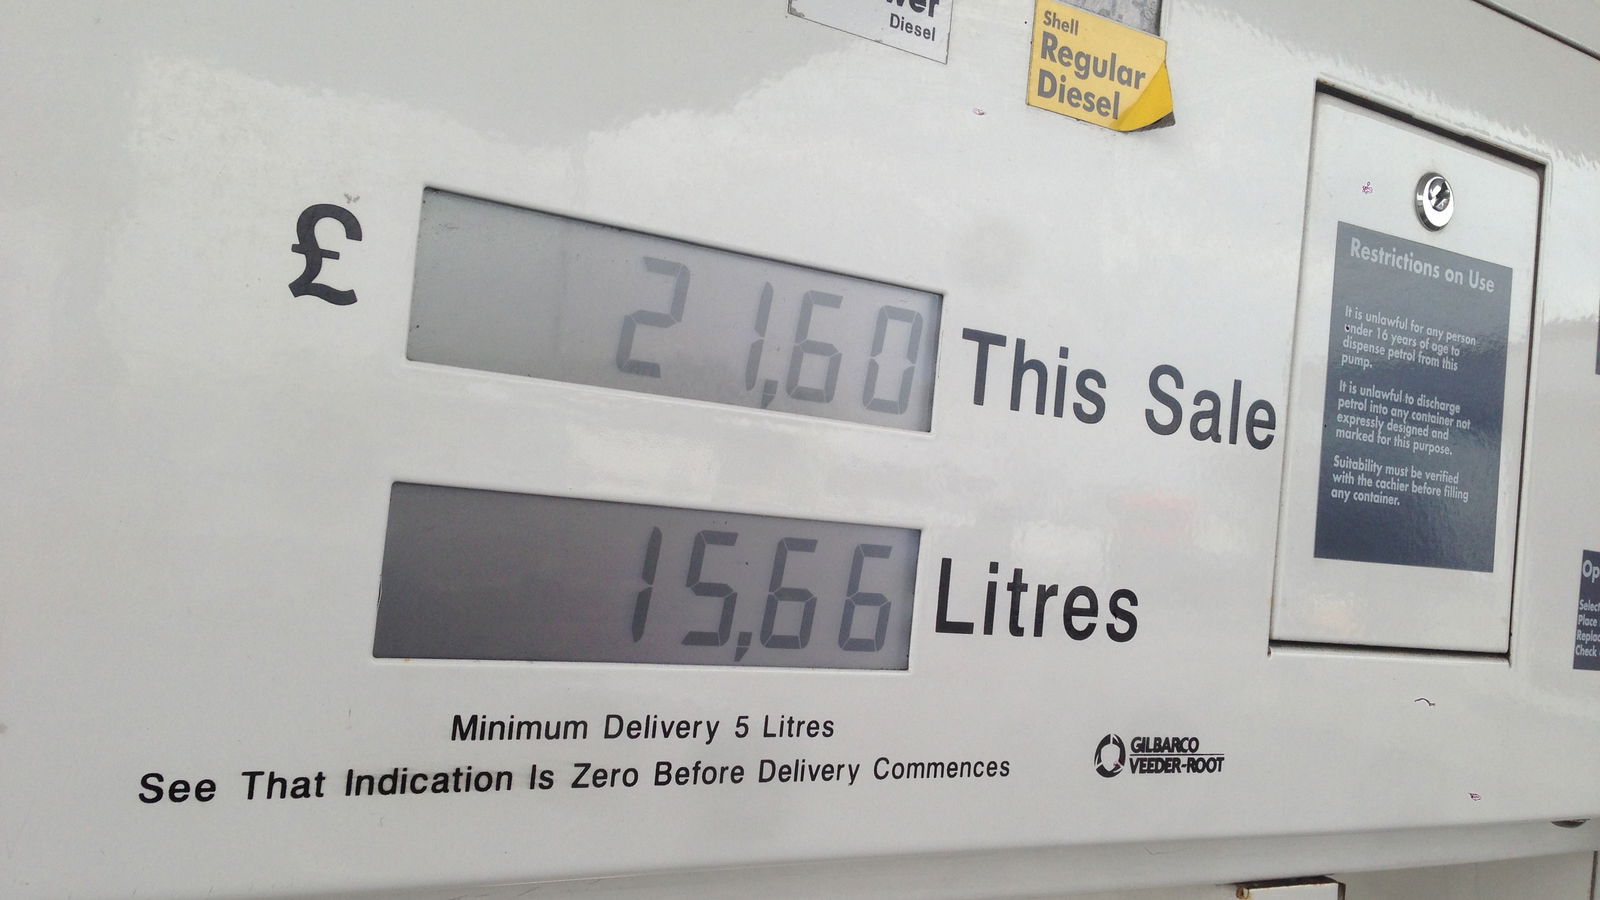 Diesel
Shell
Regular
Diesel
£
21,60
This Sale
15,66
Litres
Minimum Delivery 5 Litres
See That Indication Is Zero Before Delivery Commences
GILBARCO
VEEDER-ROOT
Restrictions on Use
It is unlawful for any person
under 16 years of age to
dispense petrol from this
pump.
It is unlawful to discharge
petrol into any container not
expressly designed and
marked for this purpose.
Suitability must be verified
with the cachier before filling
any container.
Place
Check